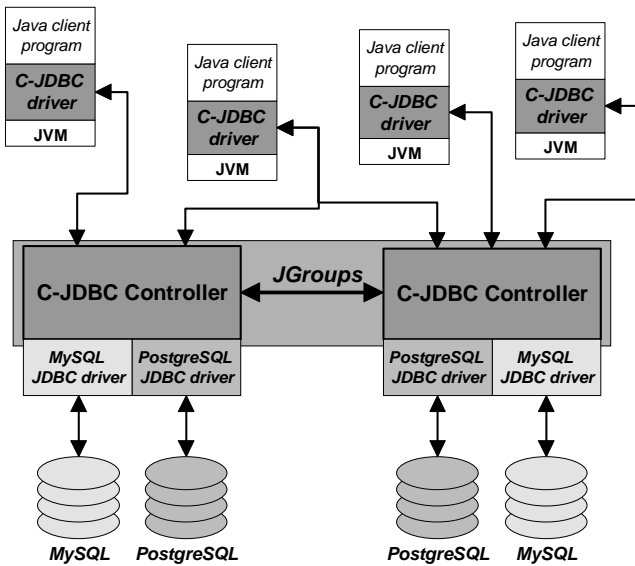 Java client
program
C-JDBC
driver
JVM
Java client
program
C-JDBC
driver
JVM
Java client
program
C-JDBC
driver
JVM
Java client
program
C-JDBC
driver
JVM
C-JDBC Controller
JGroups
C-JDBC Controller
MySQL
JDBC driver
PostgreSQL
JDBC driver
PostgreSQL
JDBC driver
MySQL
JDBC driver
MySQL
PostgreSQL
PostgreSQL
MySQL